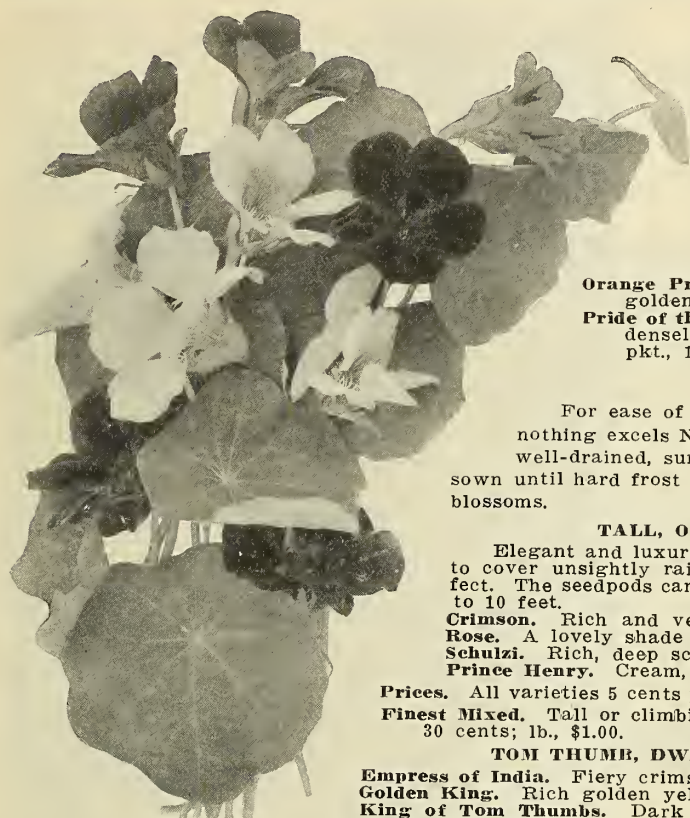 Orange Pr
golden
Pride of th
densel
pkt., 1
For ease of
nothing excels N
well-drained, sur
sown until hard frost
blossoms.
TALL, O
Elegant and luxur
to cover unsightly rai
fect. The seedpods can
to 10 feet.
Crimson. Rich and ve
Rose. A lovely shade
Schulzi. Rich, deep sc
Prince Henry. Cream,
Prices. All varieties 5 cents
Finest Mixed. Tall or climbi
30 cents; lb., $1.00.
TOM THUMB, DW
Empress of India. Fiery crims
Golden King. Rich golden yel
King of Tom Thumbs. Dark